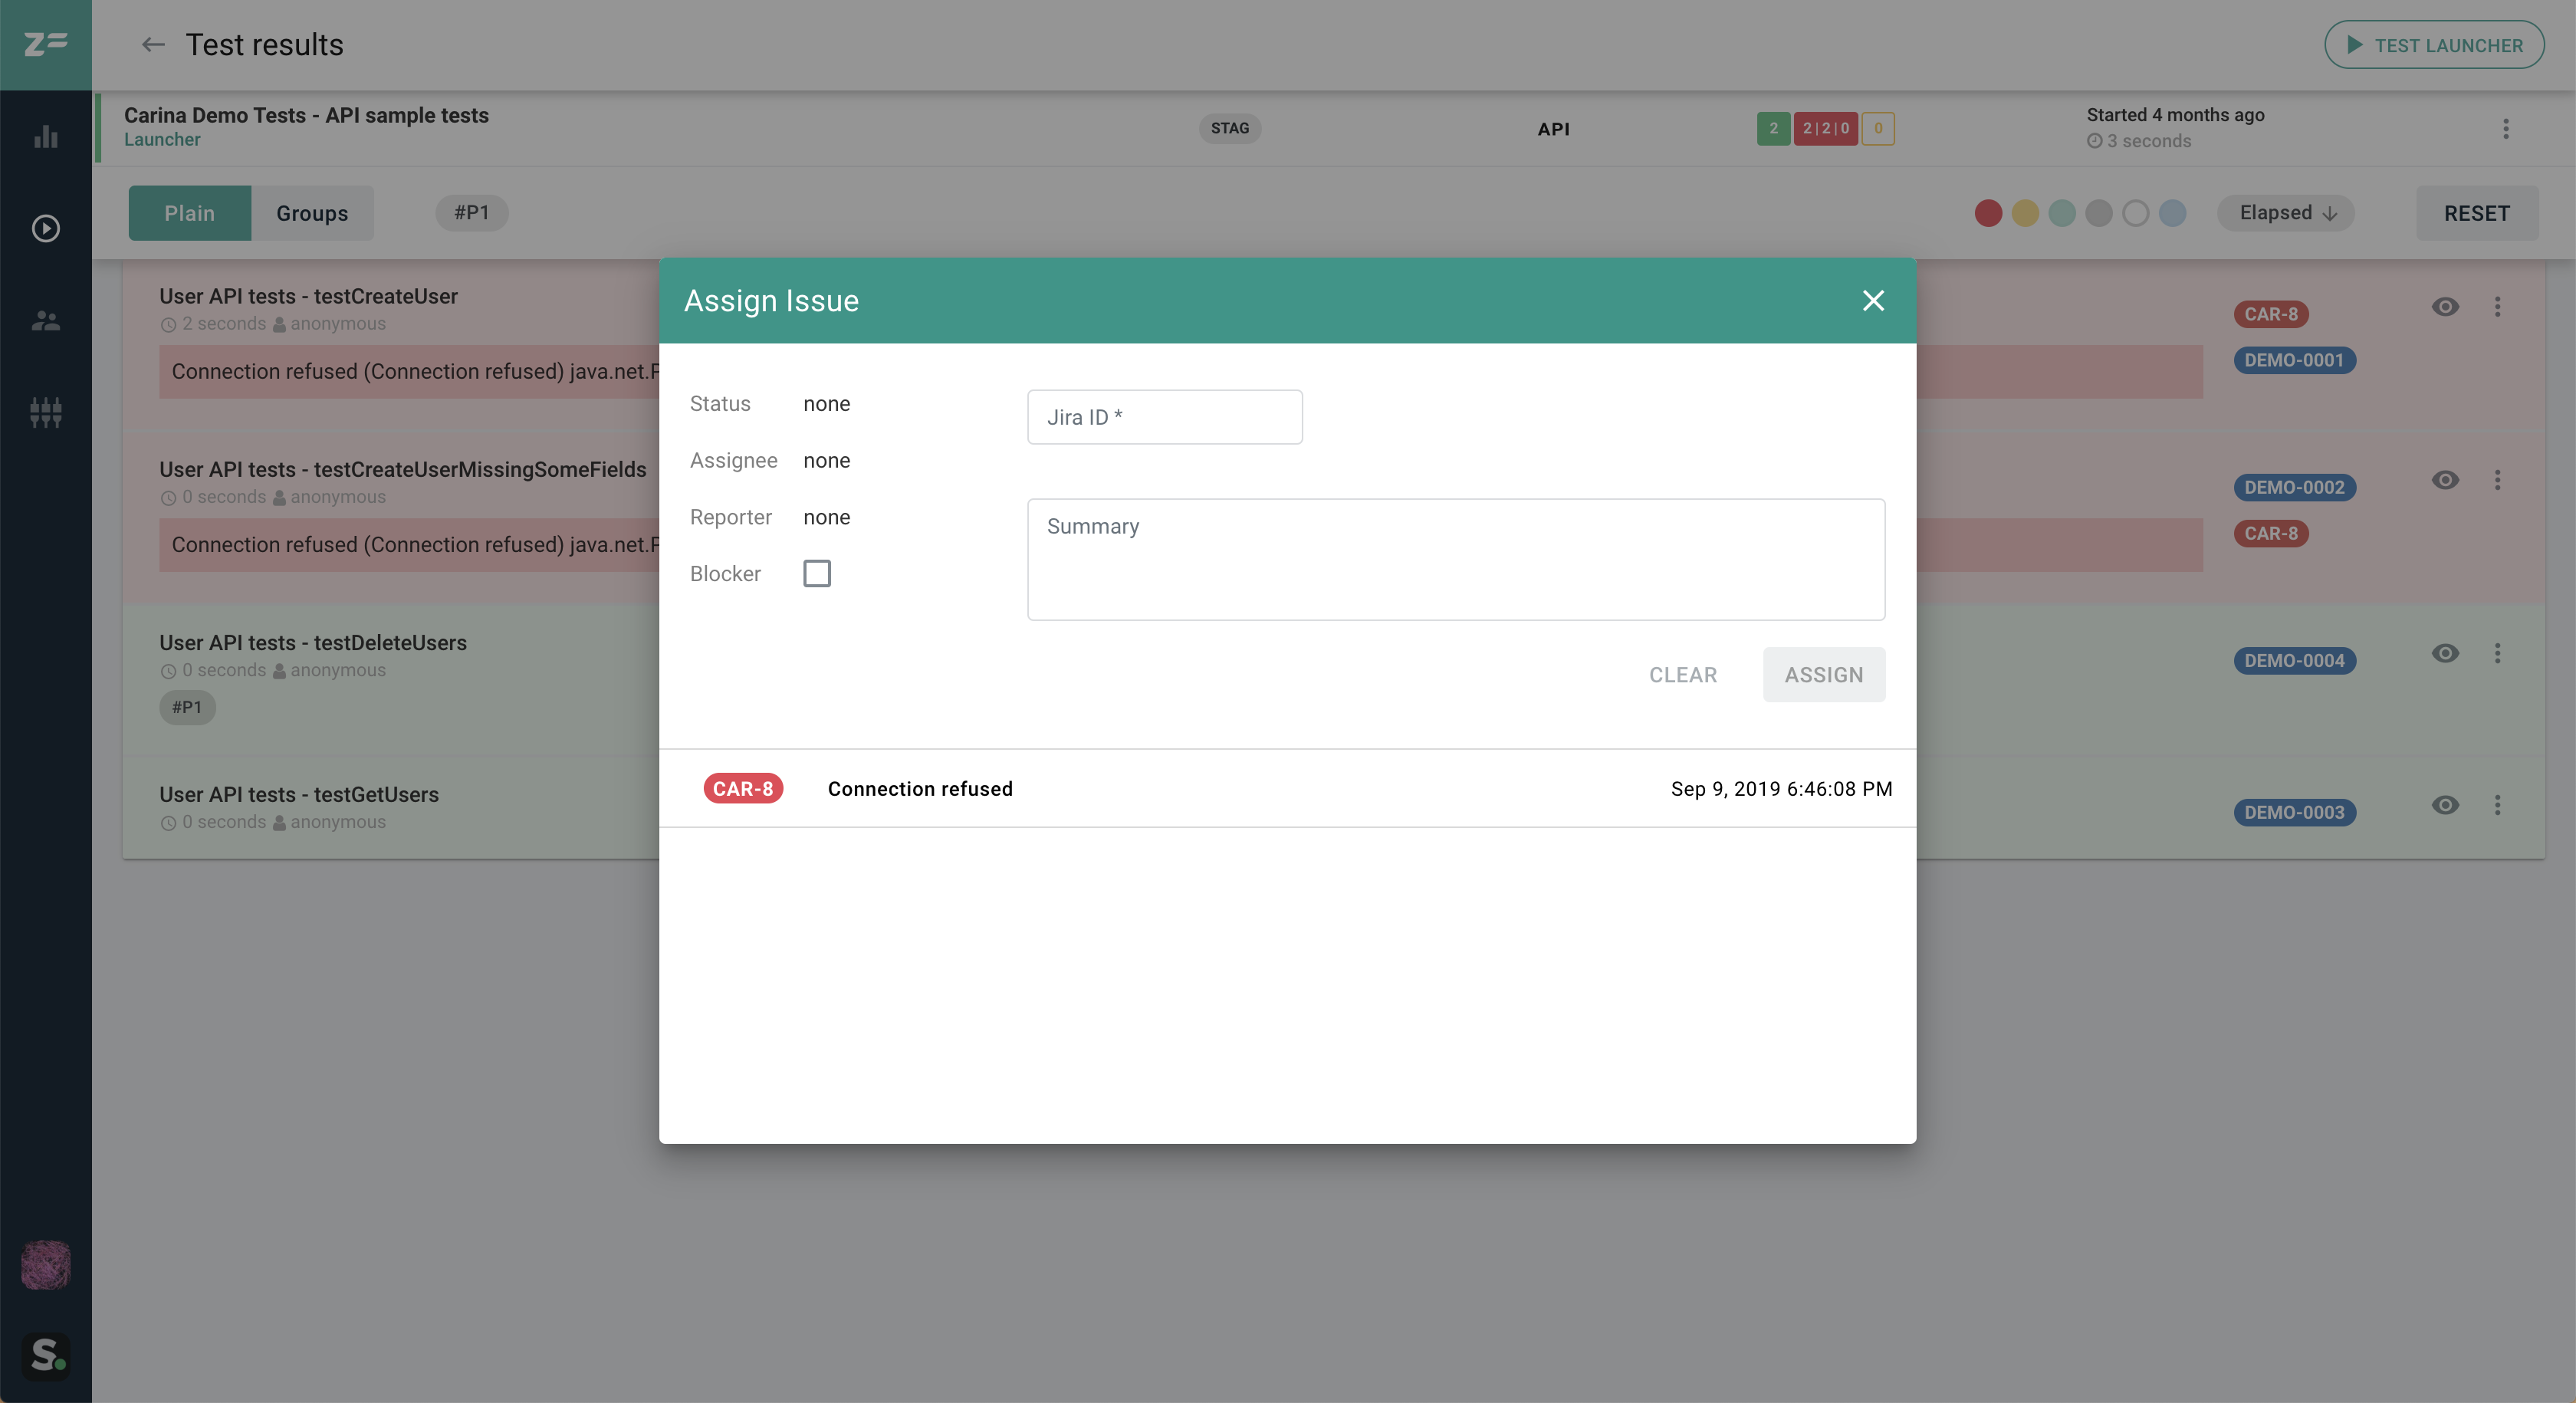 Test results
TEST LAUNCHER
Carina Demo Tests - API sample tests
Launcher
STAG
API
2
2|2|0
0
Started 4 months ago
3 seconds
Plain
Groups
#P1
Elapsed
RESET
User API tests - testCreateUser
2 seconds anonymous
Connection refused (Connection refused) java.net.
CAR-8
DEMO-0001
User API tests - testCreateUserMissingSomeFields
0 seconds anonymous
Connection refused (Connection refused) java.net.
DEMO-0002
CAR-8
User API tests - testDeleteUsers
0 seconds anonymous
#P1
DEMO-0004
User API tests - testGetUsers
0 seconds anonymous
DEMO-0003
Assign Issue
Status none
Jira ID *
Assignee none
Reporter none
Summary
Blocker
CLEAR
ASSIGN
CAR-8
Connection refused
Sep 9, 2019 6:46:08 PM
S.